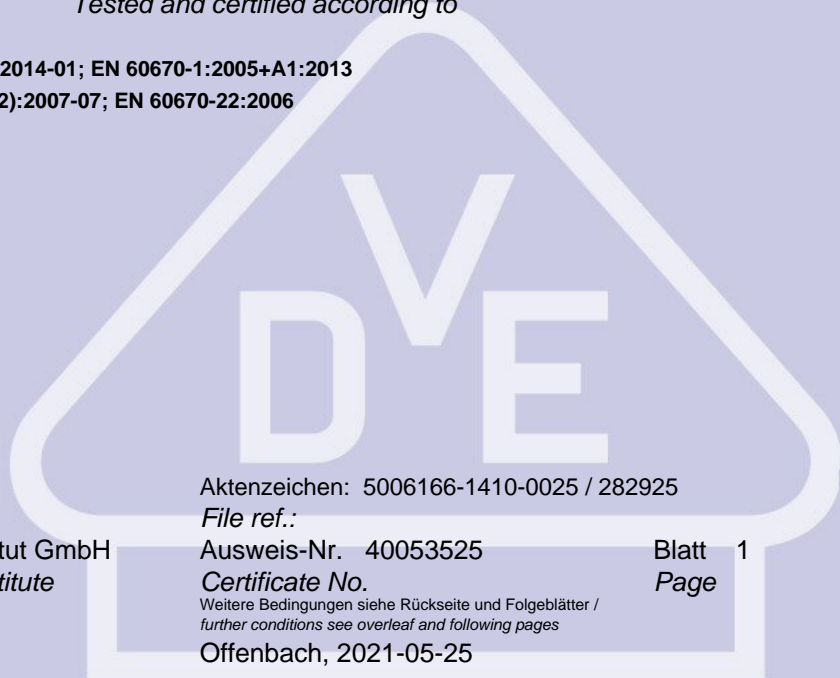 Tested and certified according to
2014-01; EN 60670-1:2005+A1:2013
2):2007-07; EN 60670-22:2006
VDE
Aktenzeichen: 5006166-1410-0025 / 282925
File ref.:
tut GmbH Ausweis-Nr. 40053525 Blatt 1
titute Certificate No. Page
Weitere Bedingungen siehe Rückseite und Folgeblätter /
further conditions see overleaf and following pages
Offenbach, 2021-05-25